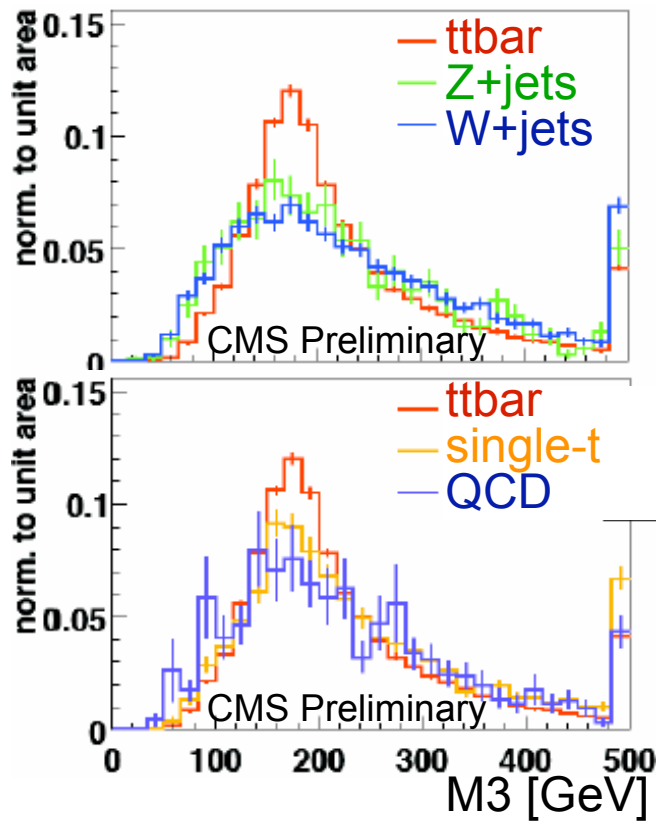 norm. to unit area
0.15
0.1
0.05
0
ttbar
Z+jets
W+jets
CMS Preliminary
norm. to unit area
0.15
0.1
0.05
0
ttbar
single-t
QCD
CMS Preliminary
0 100 200 300 400 500
M3 [GeV]